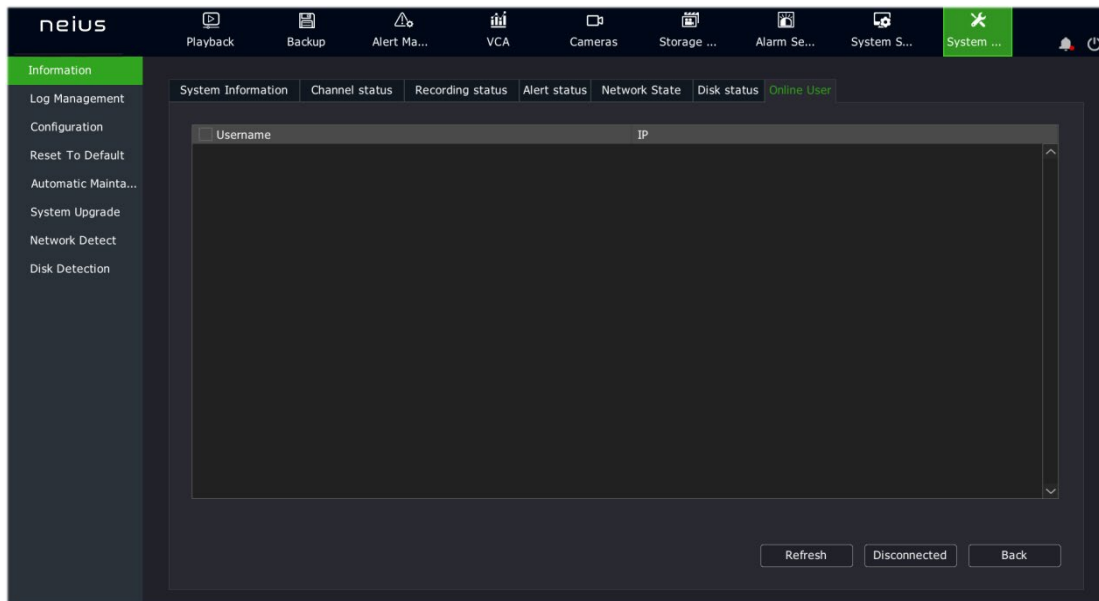 neius
Playback Backup Alert Ma... VCA Cameras Storage ... Alarm Se... System S... System ...
Information
Log Management
Configuration
Reset To Default
Automatic Mainta...
System Upgrade
Network Detect
Disk Detection
System Information Channel status Recording status Alert status Network State Disk status Online User
Username IP
Refresh Disconnected Back